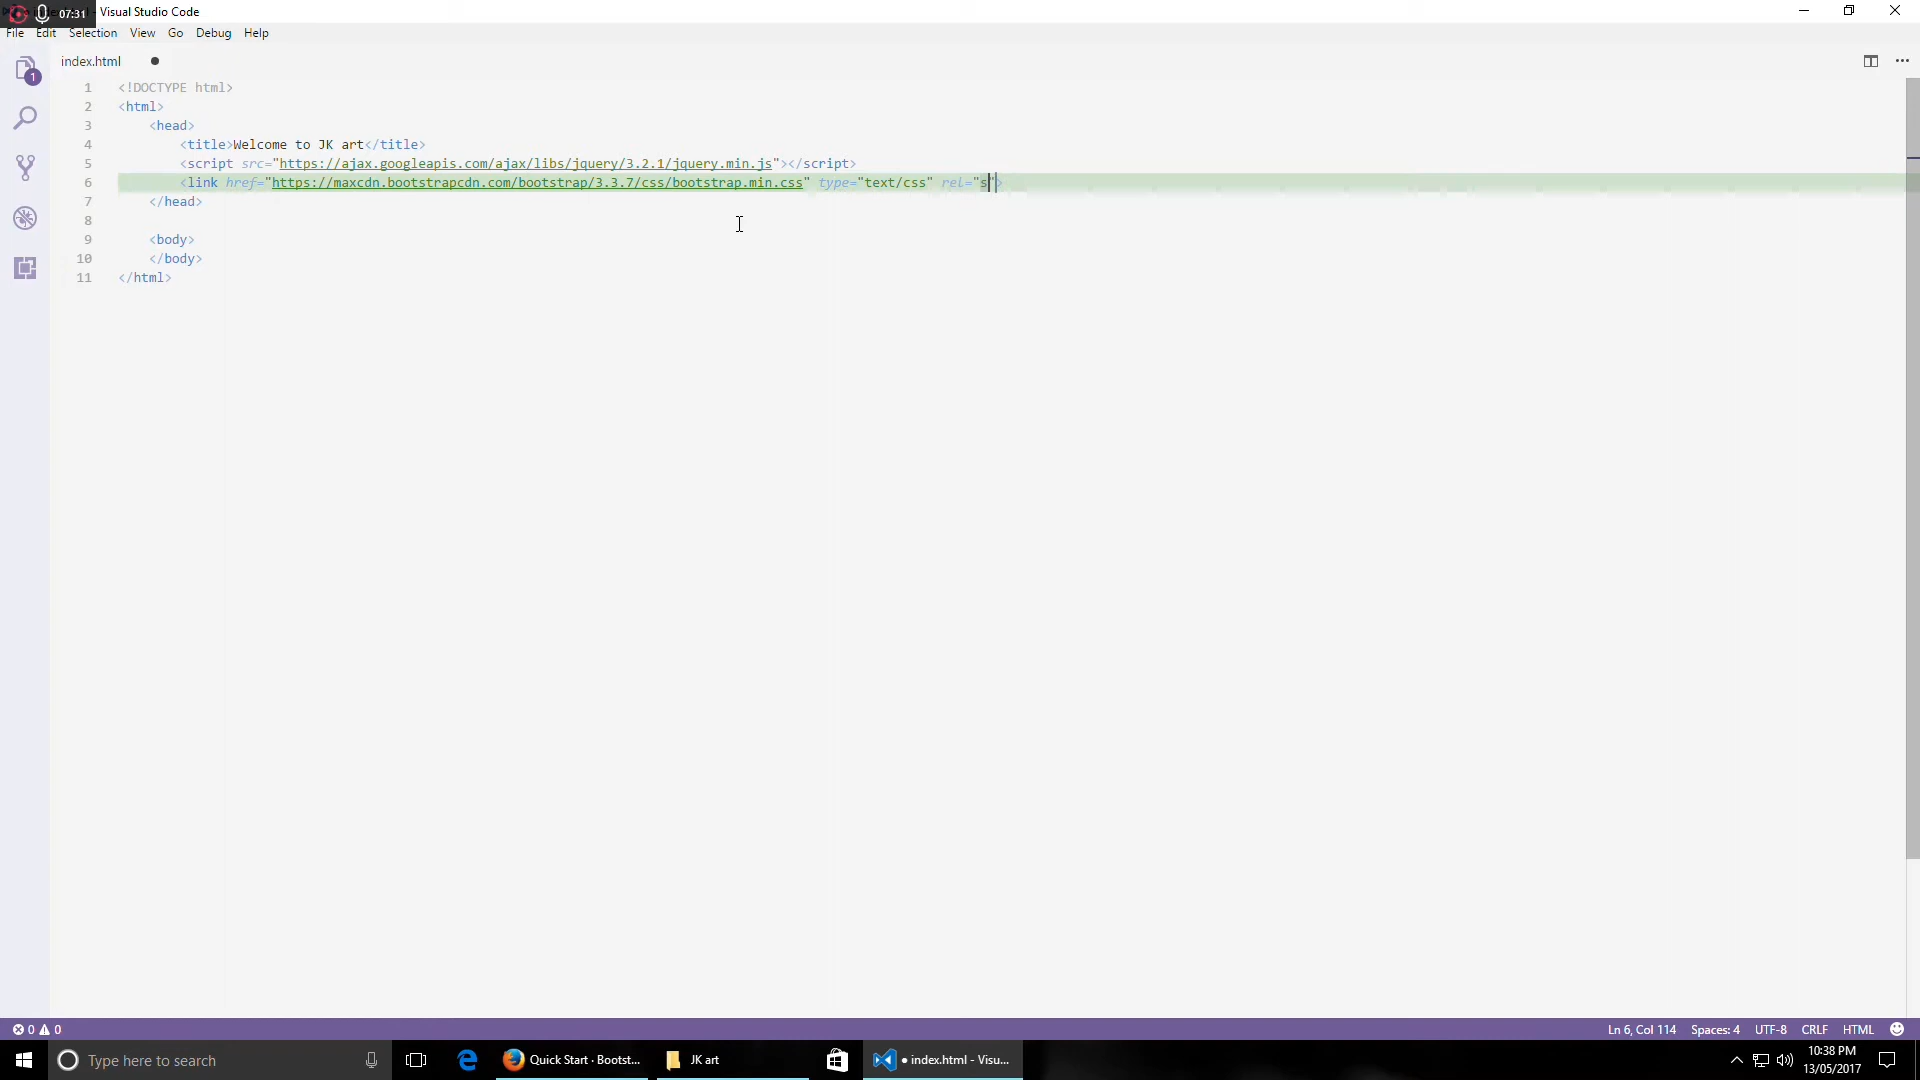 07:31
- Visual Studio Code
File Edit Selection View Go Debug Help
index.html
1
1 <!DOCTYPE html>
2 <html>
3 <head>
4 <title>Welcome to JK art</title>
5 <script src="https://ajax.googleapis.com/ajax/libs/jquery/3.2.1/jquery.min.js"></script>
6 <link href="https://maxcdn.bootstrapcdn.com/bootstrap/3.3.7/css/bootstrap.min.css" type="text/css" rel="s">
7 </head>
8
9 <body>
10 </body>
11 </html>
0 0 Ln 6, Col 114 Spaces: 4 UTF-8 CRLF HTML
Type here to search
Quick Start · Bootst...
JK art
● index.html - Visu...
10:38 PM
13/05/2017